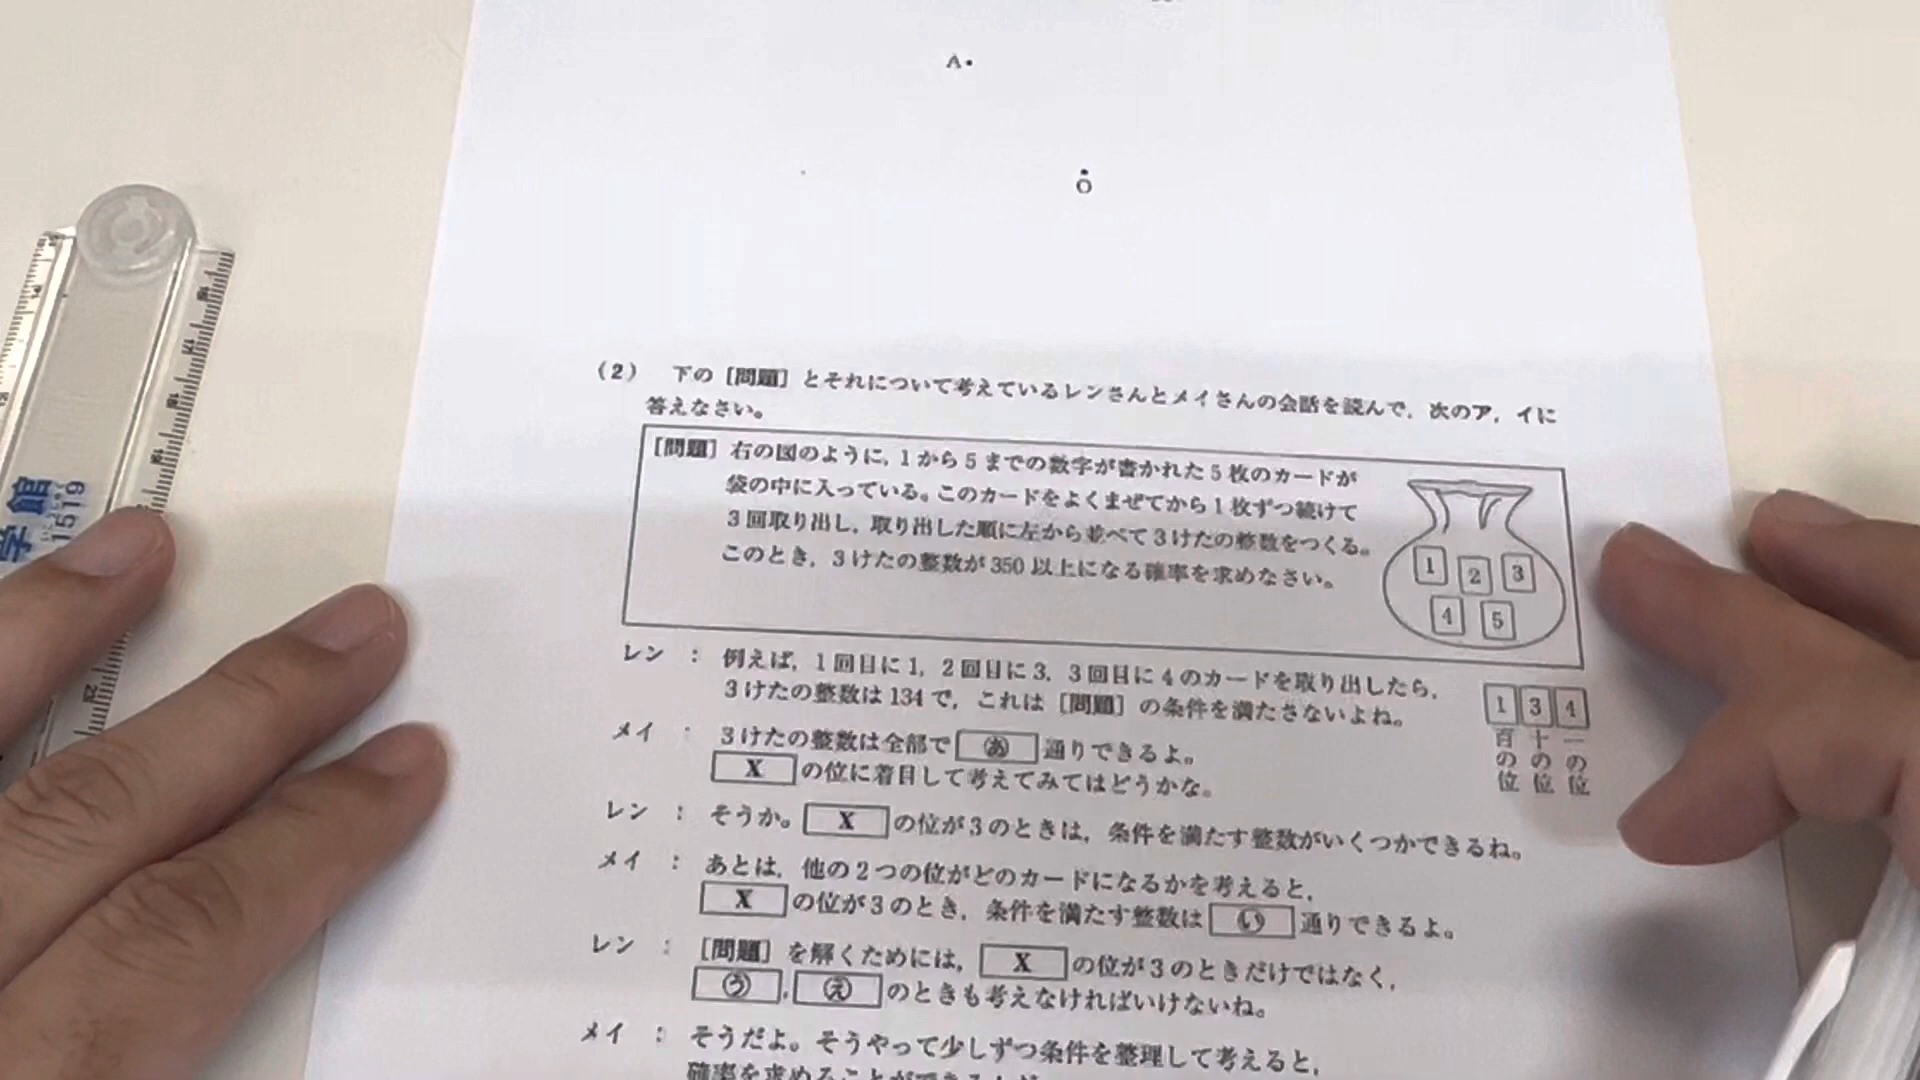 A
O
(2) 下の［問題］とそれについて考えているレンさんとメイさんの会話を読んで，次のア，イに
答えなさい。
［問題］右の図のように，1から5までの数字が書かれた5枚のカードが
袋の中に入っている。このカードをよくまぜてから1枚ずつ続けて
3回取り出し，取り出した順に左から並べて3けたの整数をつくる。
このとき，3けたの整数が350以上になる確率を求めなさい。
1 2 3
4 5
レン：例えば，1回目に1，2回目に3，3回目に4のカードを取り出したら，
3けたの整数は134で，これは［問題］の条件を満たさないよね。
1 3 4
百の位 十の位 一の位
メイ：3けたの整数は全部で あ 通りできるよ。
X の位に着目して考えてみてはどうかな。
レン：そうか。 X の位が3のときは，条件を満たす整数がいくつかできるね。
メイ：あとは，他の2つの位がどのカードになるかを考えると，
X の位が3のとき，条件を満たす整数は い 通りできるよ。
レン：［問題］を解くためには， X の位が3のときだけではなく，
う ， え のときも考えなければいけないね。
メイ：そうだよ。そうやって少しずつ条件を整理して考えると，
確率を求めることができる
学館
1519